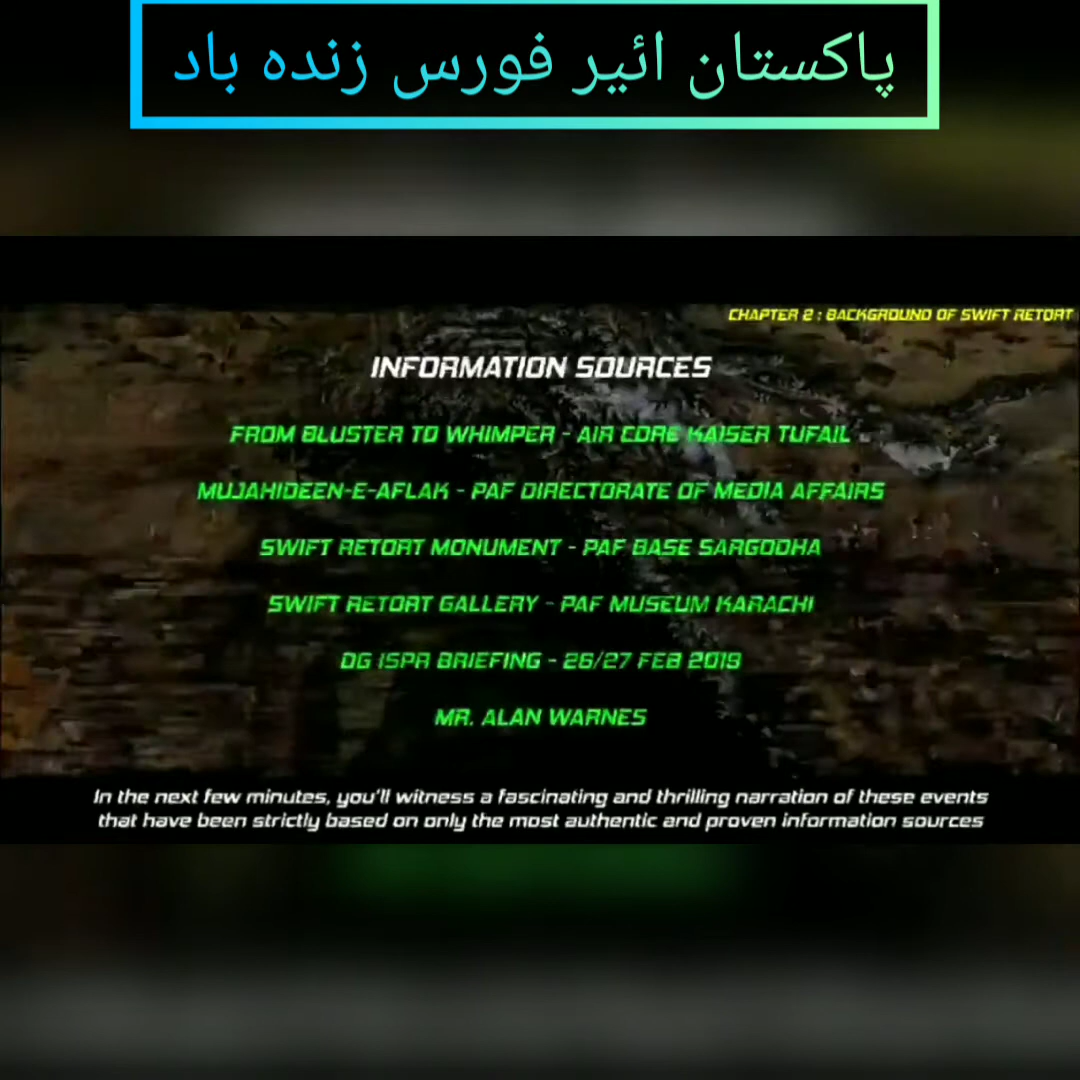 پاکستان ائیر فورس زندہ باد
CHAPTER 2 : BACKGROUND OF SWIFT RETORT
INFORMATION SOURCES
FROM BLUSTER TO WHIMPER - AIR CORE KAISER TUFAIL
MUJAHIDEEN-E-AFLAK - PAF DIRECTORATE OF MEDIA AFFAIRS
SWIFT RETORT MONUMENT - PAF BASE SARGODHA
SWIFT RETORT GALLERY - PAF MUSEUM KARACHI
DG ISPR BRIEFING - 26/27 FEB 2019
MR. ALAN WARNES
In the next few minutes, you'll witness a fascinating and thrilling narration of these events
that have been strictly based on only the most authentic and proven information sources